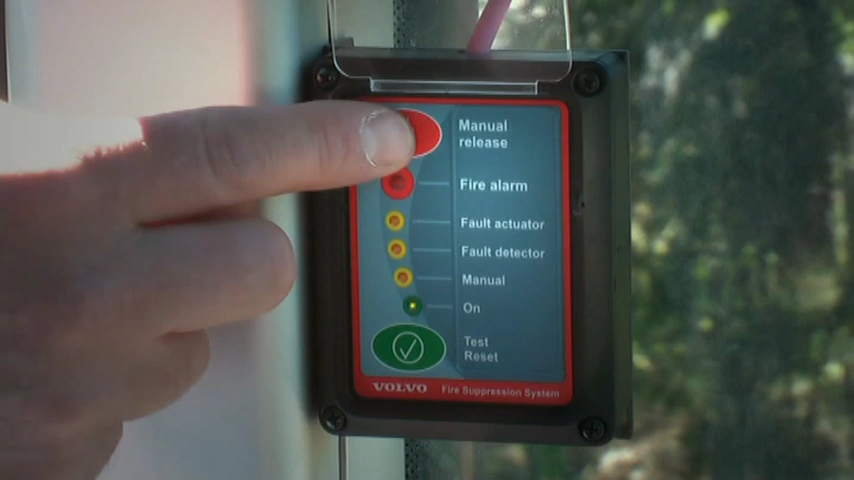 Manual
release
Fire alarm
Fault actuator
Fault detector
Manual
On
Test
Reset
VOLVO Fire Suppression System